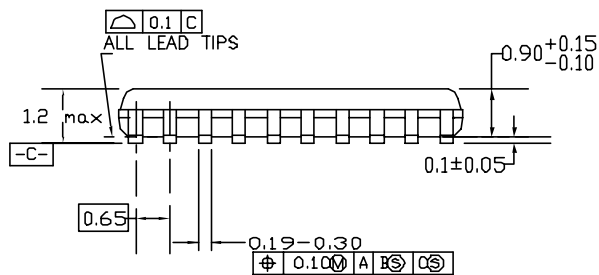 ⌓ 0.1 C
ALL LEAD TIPS
0.90 +0.15 -0.10
1.2 max
-C-
0.1±0.05
0.65
0.19-0.30
⌖ 0.10Ⓜ A BⓈ CⓈ